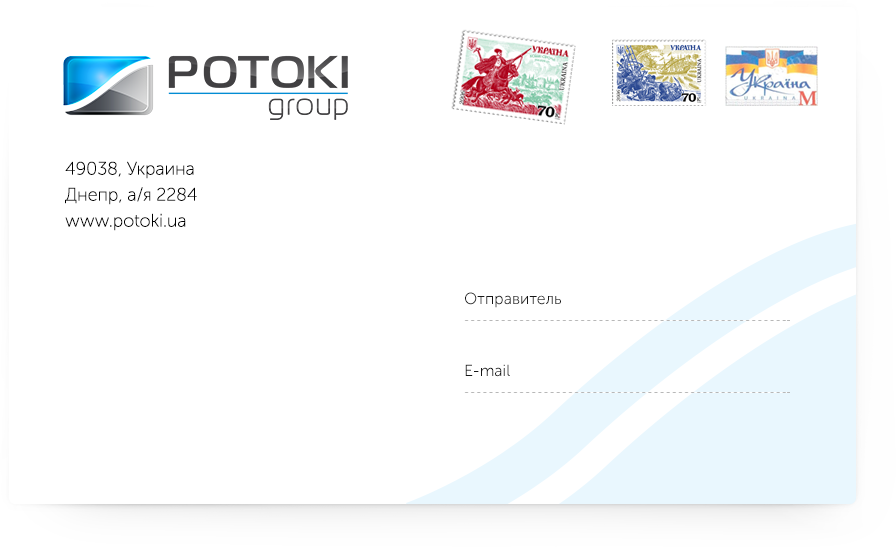 POTOKI
group
УКРАЇНА
UKRAINA
70
УКРАЇНА
UKRAINA
70
Україна
UKRAINA
М
49038, Украина
Днепр, а/я 2284
www.potoki.ua
Отправитель
E-mail